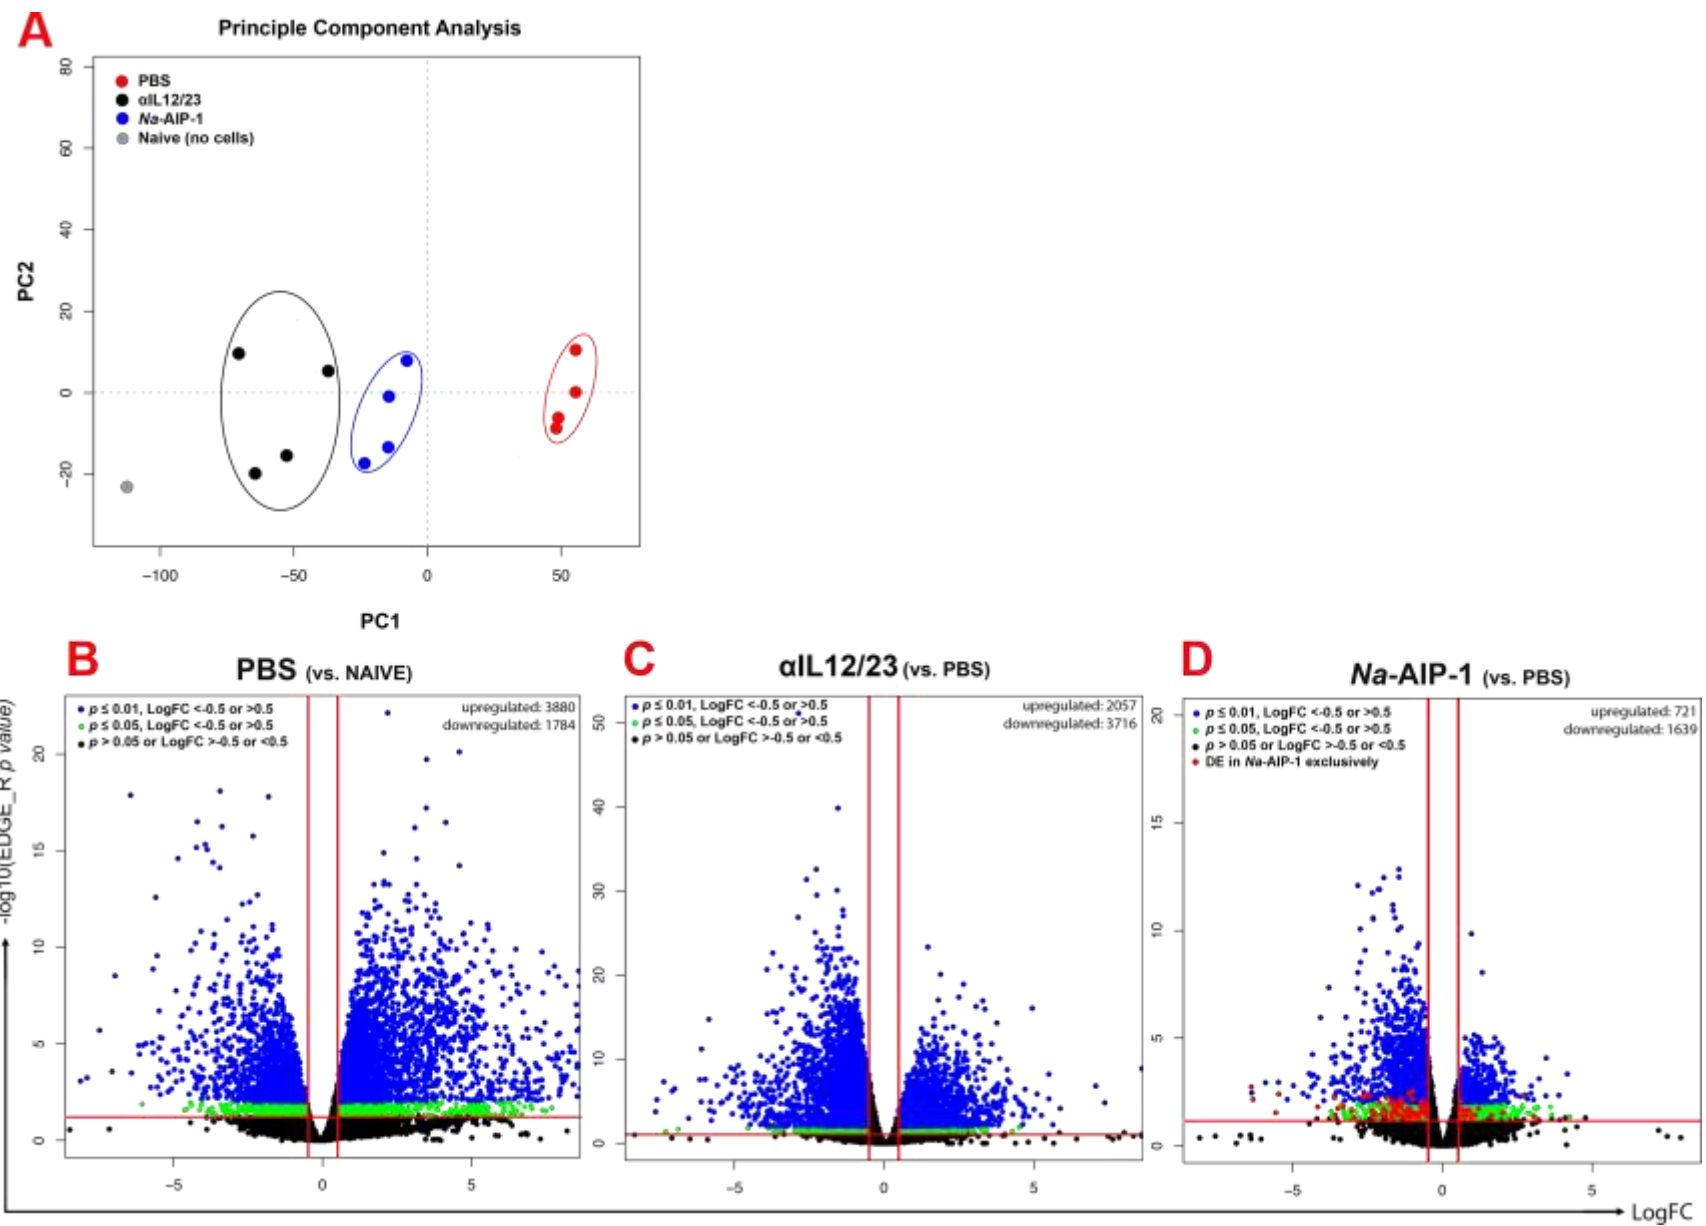 A
Principle Component Analysis
PBS
αIL12/23
Na-AIP-1
Naive (no cells)
80
60
40
20
0
−20
PC2
−100
−50
0
50
PC1
B
PBS (vs. NAIVE)
p ≤ 0.01, LogFC <-0.5 or >0.5
p ≤ 0.05, LogFC <-0.5 or >0.5
p > 0.05 or LogFC >-0.5 or <0.5
upregulated: 3880
downregulated: 1784
20
15
10
5
0
−5
0
5
-log10(EDGE_R p value)
C
αIL12/23 (vs. PBS)
p ≤ 0.01, LogFC <-0.5 or >0.5
p ≤ 0.05, LogFC <-0.5 or >0.5
p > 0.05 or LogFC >-0.5 or <0.5
upregulated: 2057
downregulated: 3716
50
40
30
20
10
0
−5
0
5
D
Na-AIP-1 (vs. PBS)
p ≤ 0.01, LogFC <-0.5 or >0.5
p ≤ 0.05, LogFC <-0.5 or >0.5
p > 0.05 or LogFC >-0.5 or <0.5
DE in Na-AIP-1 exclusively
upregulated: 721
downregulated: 1639
20
15
10
5
0
−5
0
5
LogFC